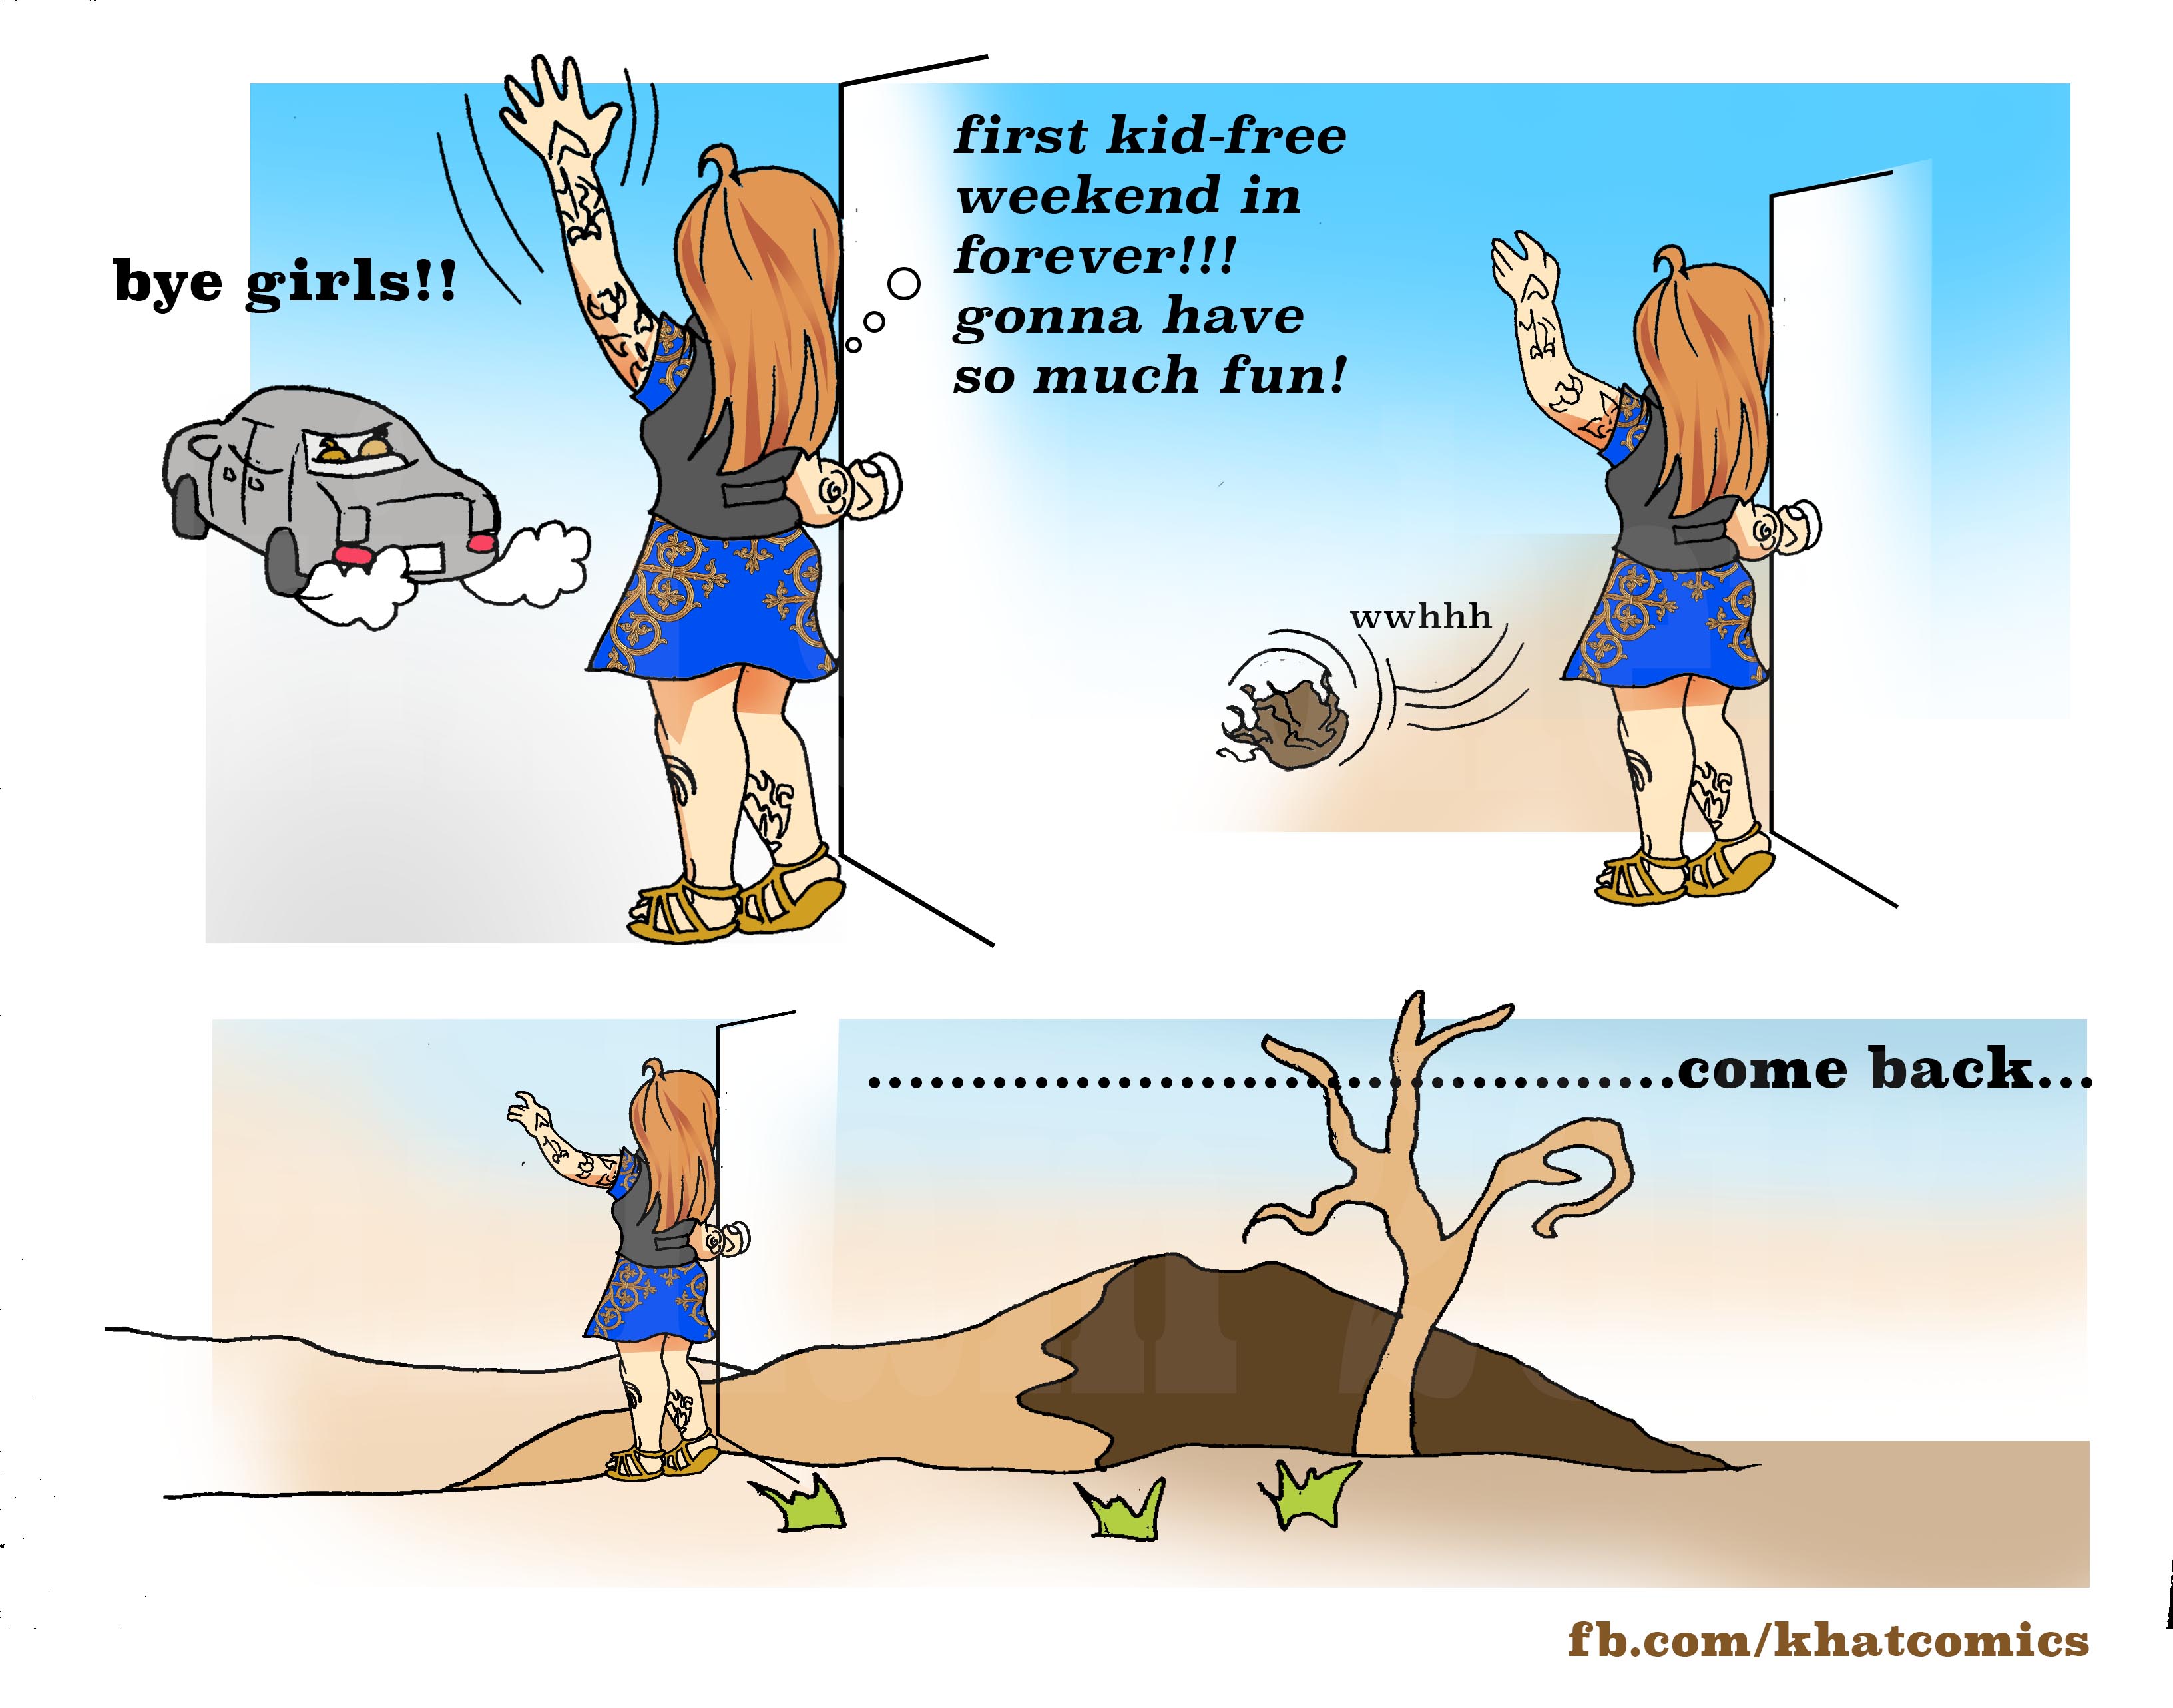 bye girls!!
first kid-free
weekend in
forever!!!
gonna have
so much fun!
wwhhh
.......................................come back...
fb.com/khatcomics